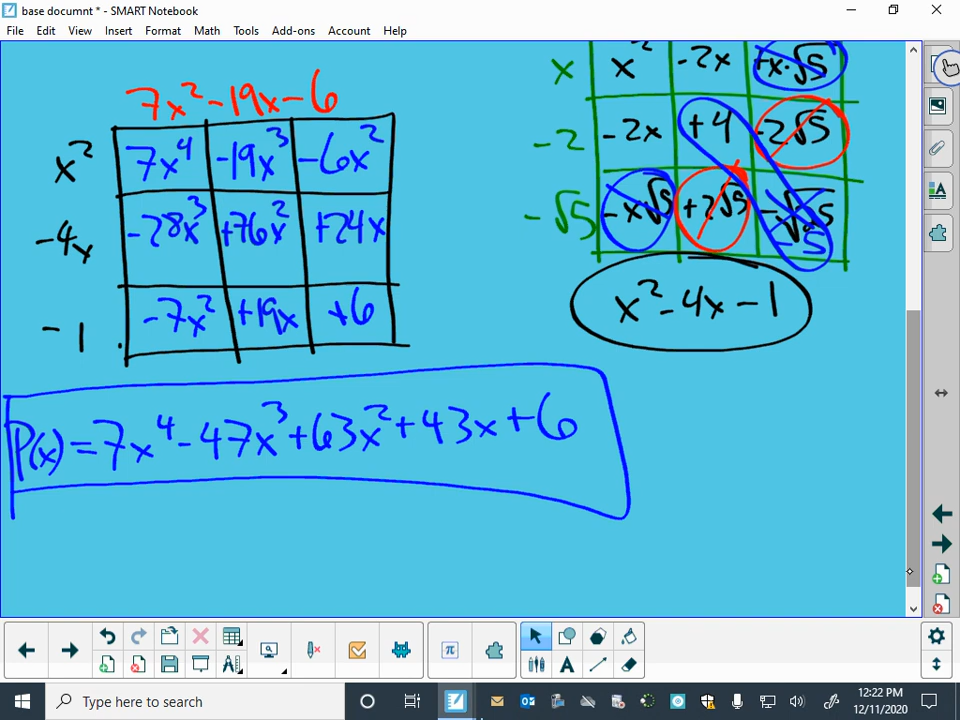 base documnt * - SMART Notebook
File Edit View Insert Format Math Tools Add-ons Account Help
7x² - 19x - 6
x² 7x⁴ -19x³ -6x²
-4x -28x³ +76x² +24x
-1 -7x² +19x +6
x x² -2x +x·√5
-2 -2x +4 -2√5
-√5 -x√5 +2√5 -√25
-5
x² - 4x - 1
P(x) = 7x⁴ - 47x³ + 63x² + 43x + 6
π
A
Type here to search
12:22 PM
12/11/2020